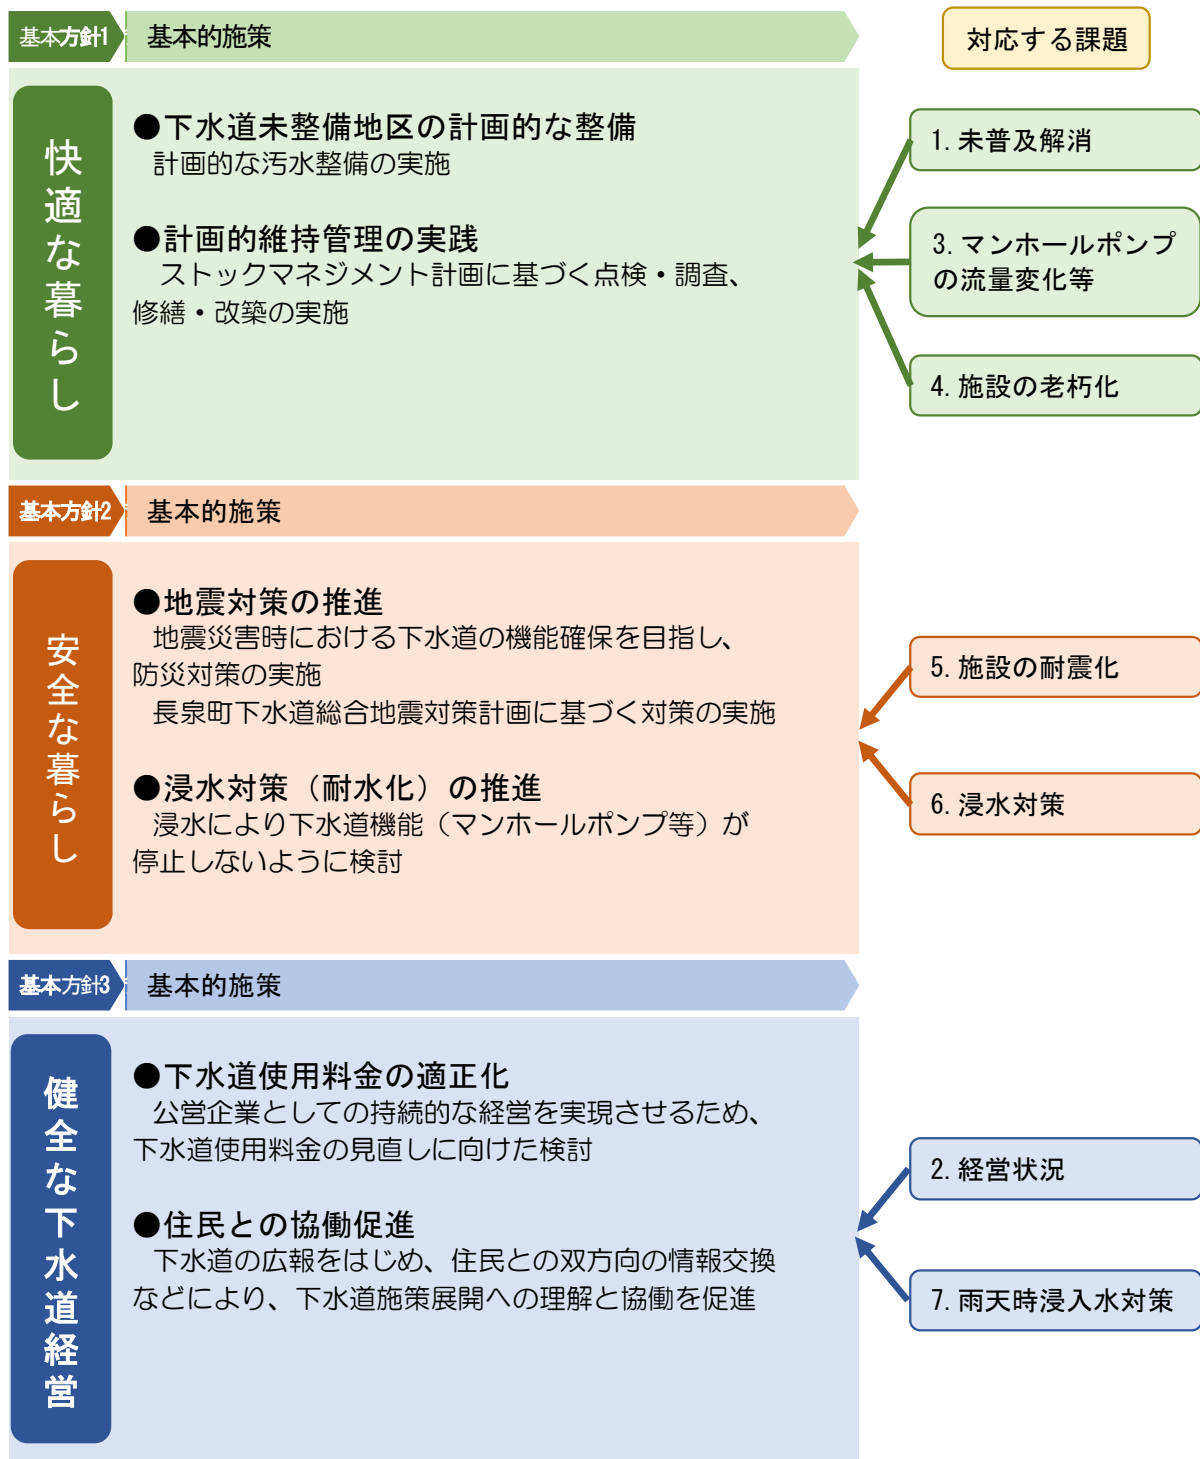 基本方針1
基本的施策
対応する課題
快適な暮らし
●下水道未整備地区の計画的な整備
計画的な汚水整備の実施
●計画的維持管理の実践
ストックマネジメント計画に基づく点検・調査、
修繕・改築の実施
1. 未普及解消
3. マンホールポンプ
の流量変化等
4. 施設の老朽化
基本方針2
基本的施策
安全な暮らし
●地震対策の推進
地震災害時における下水道の機能確保を目指し、
防災対策の実施
長泉町下水道総合地震対策計画に基づく対策の実施
●浸水対策（耐水化）の推進
浸水により下水道機能（マンホールポンプ等）が
停止しないように検討
5. 施設の耐震化
6. 浸水対策
基本方針3
基本的施策
健全な下水道経営
●下水道使用料金の適正化
公営企業としての持続的な経営を実現させるため、
下水道使用料金の見直しに向けた検討
●住民との協働促進
下水道の広報をはじめ、住民との双方向の情報交換
などにより、下水道施策展開への理解と協働を促進
2. 経営状況
7. 雨天時浸入水対策